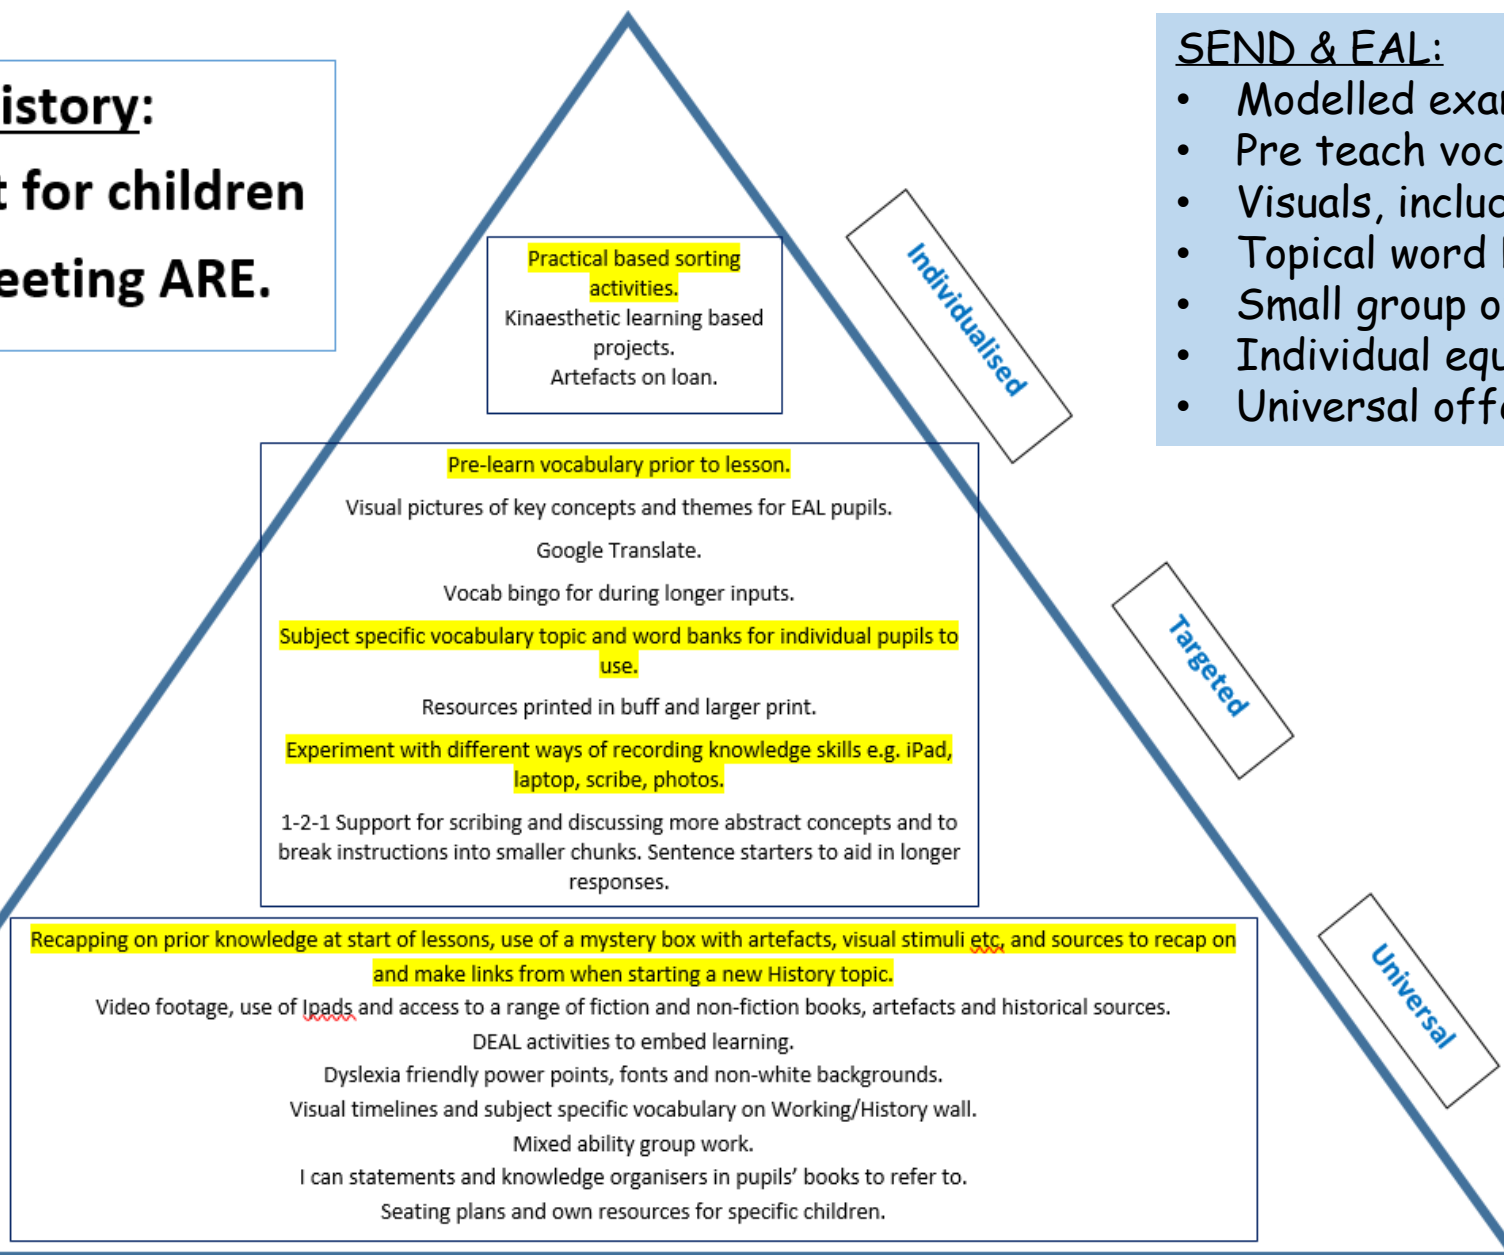 istory:
t for children
eeting ARE.
SEND & EAL:
• Modelled exa
• Pre teach voc
• Visuals, includ
• Topical word
• Small group o
• Individual equ
• Universal offe
Individualised
Practical based sorting
activities.
Kinaesthetic learning based
projects.
Artefacts on loan.
Targeted
Pre-learn vocabulary prior to lesson.
Visual pictures of key concepts and themes for EAL pupils.
Google Translate.
Vocab bingo for during longer inputs.
Subject specific vocabulary topic and word banks for individual pupils to
use.
Resources printed in buff and larger print.
Experiment with different ways of recording knowledge skills e.g. iPad,
laptop, scribe, photos.
1-2-1 Support for scribing and discussing more abstract concepts and to
break instructions into smaller chunks. Sentence starters to aid in longer
responses.
Universal
Recapping on prior knowledge at start of lessons, use of a mystery box with artefacts, visual stimuli etc, and sources to recap on
and make links from when starting a new History topic.
Video footage, use of Ipads and access to a range of fiction and non-fiction books, artefacts and historical sources.
DEAL activities to embed learning.
Dyslexia friendly power points, fonts and non-white backgrounds.
Visual timelines and subject specific vocabulary on Working/History wall.
Mixed ability group work.
I can statements and knowledge organisers in pupils’ books to refer to.
Seating plans and own resources for specific children.